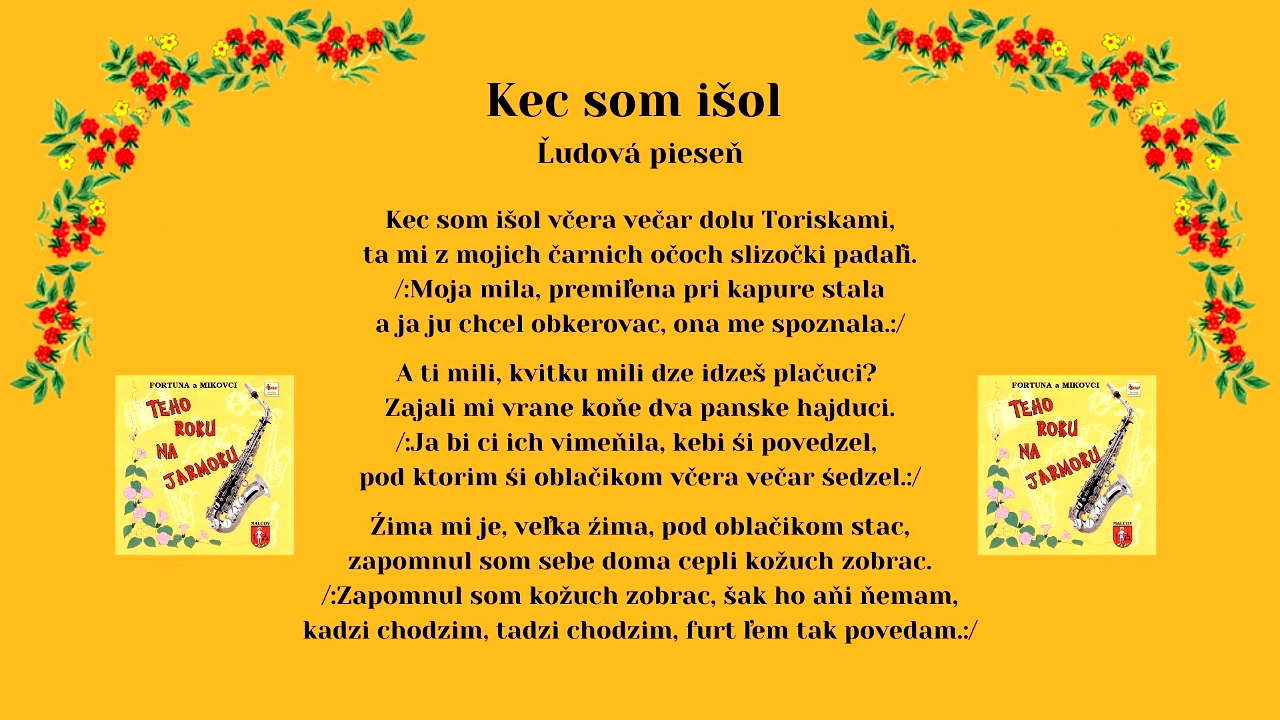 Kec som išol
Ľudová pieseň
Kec som išol včera večar dolu Toriskami,
ta mi z mojich čarnich očoch slizočki padaľi.
/:Moja mila, premiľena pri kapure stala
a ja ju chcel obkerovac, ona me spoznala.:/
A ti mili, kvitku mili dze idzeš plačuci?
Zajali mi vrane koňe dva panske hajduci.
/:Ja bi ci ich vimeňila, kebi śi povedzel,
pod ktorim śi oblačikom včera večar śedzel.:/
Źima mi je, veľka źima, pod oblačikom stac,
zapomnul som sebe doma cepli kožuch zobrac.
/:Zapomnul som kožuch zobrac, šak ho aňi ňemam,
kadzi chodzim, tadzi chodzim, furt ľem tak povedam.:/
FORTUNA a MIKOVCI
TEHO
ROKU
NA
JARMOKU
MALCOV
FORTUNA a MIKOVCI
TEHO
ROKU
NA
JARMOKU
MALCOV